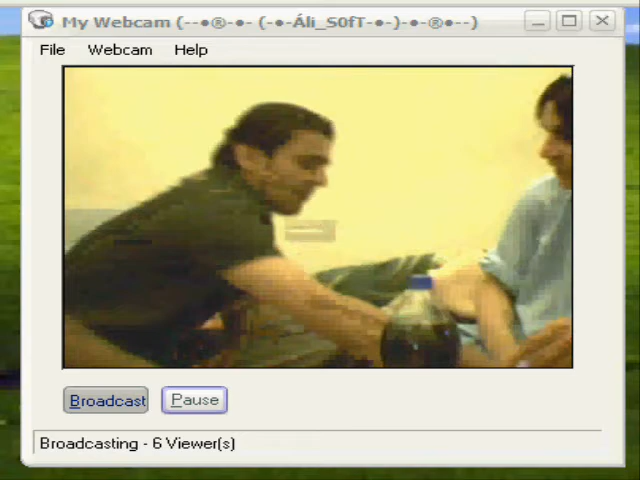 My Webcam (--●®-●- (-●-Áli_S0fT-●-)-●-®●--)
File Webcam Help
Broadcast Pause
Broadcasting - 6 Viewer(s)